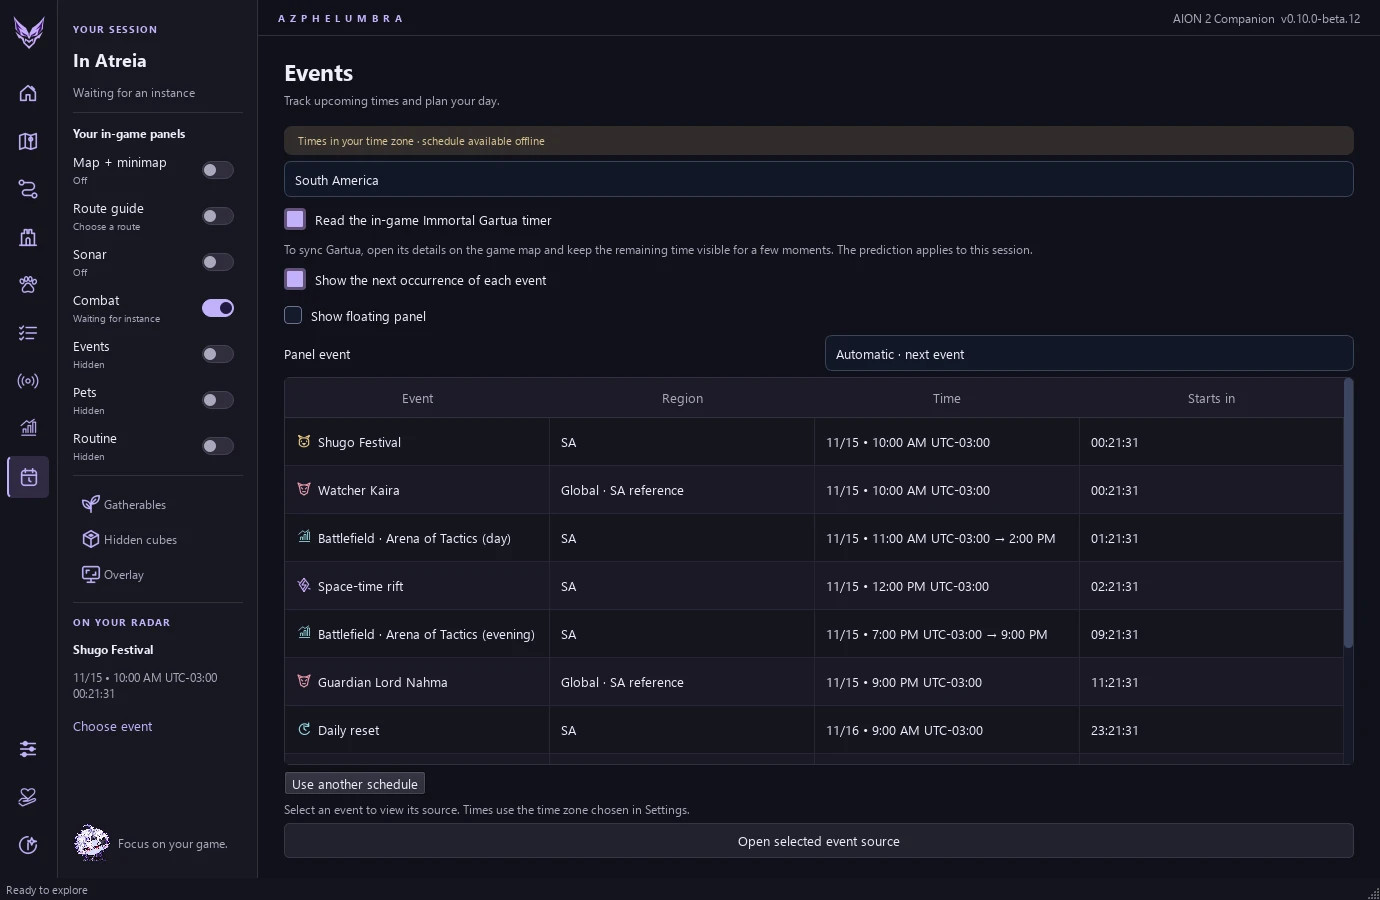 AZPHELUMBRA
AION 2 Companion v0.10.0-beta.12
YOUR SESSION
In Atreia
Waiting for an instance
Your in-game panels
Map + minimap
Off
Route guide
Choose a route
Sonar
Off
Combat
Waiting for instance
Events
Hidden
Pets
Hidden
Routine
Hidden
Gatherables
Hidden cubes
Overlay
ON YOUR RADAR
Shugo Festival
11/15 • 10:00 AM UTC-03:00
00:21:31
Choose event
Focus on your game.
Events
Track upcoming times and plan your day.
Times in your time zone · schedule available offline
South America
Read the in-game Immortal Gartua timer
To sync Gartua, open its details on the game map and keep the remaining time visible for a few moments. The prediction applies to this session.
Show the next occurrence of each event
Show floating panel
Panel event Automatic · next event
Event Region Time Starts in
Shugo Festival SA 11/15 • 10:00 AM UTC-03:00 00:21:31
Watcher Kaira Global · SA reference 11/15 • 10:00 AM UTC-03:00 00:21:31
Battlefield · Arena of Tactics (day) SA 11/15 • 11:00 AM UTC-03:00 → 2:00 PM 01:21:31
Space-time rift SA 11/15 • 12:00 PM UTC-03:00 02:21:31
Battlefield · Arena of Tactics (evening) SA 11/15 • 7:00 PM UTC-03:00 → 9:00 PM 09:21:31
Guardian Lord Nahma Global · SA reference 11/15 • 9:00 PM UTC-03:00 11:21:31
Daily reset SA 11/16 • 9:00 AM UTC-03:00 23:21:31
Use another schedule
Select an event to view its source. Times use the time zone chosen in Settings.
Open selected event source
Ready to explore